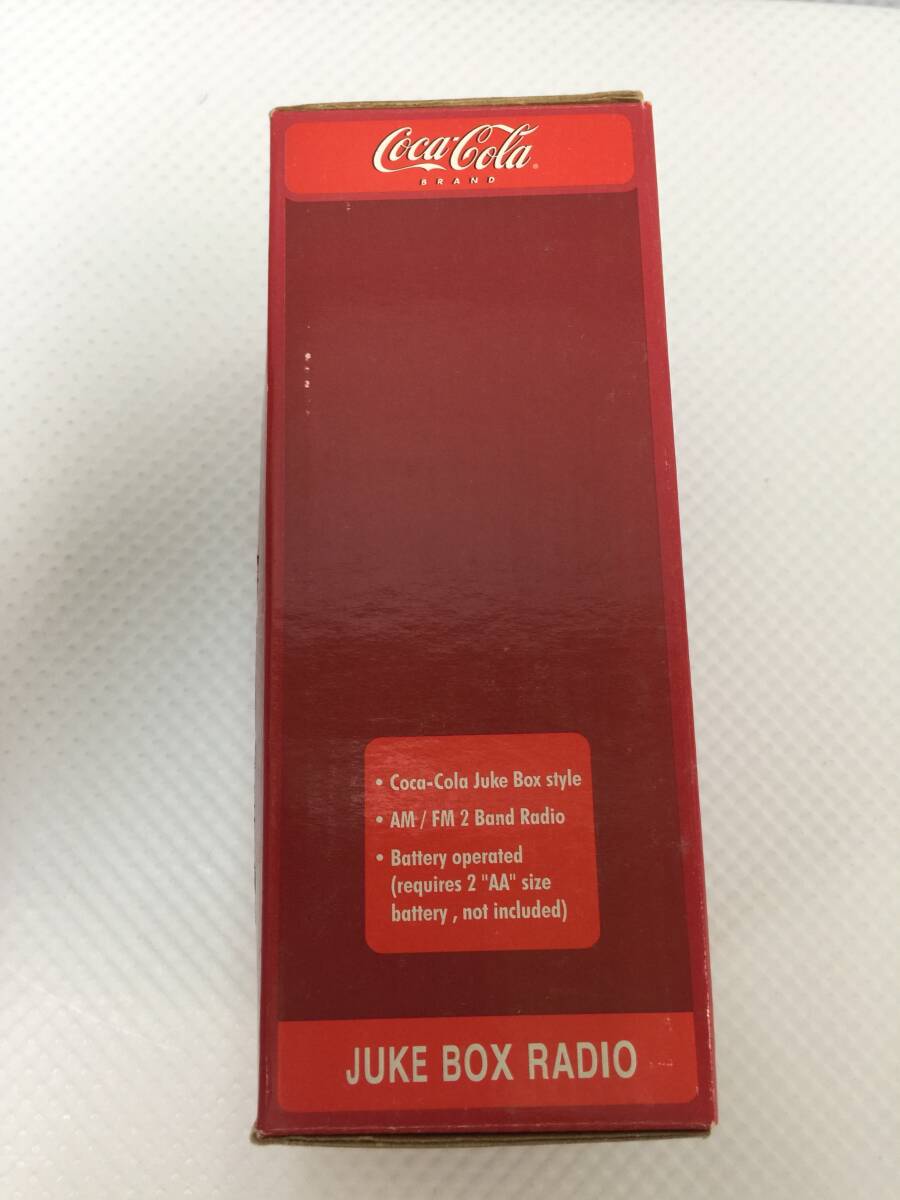 Coca-Cola
BRAND
• Coca-Cola Juke Box style
• AM / FM 2 Band Radio
• Battery operated
(requires 2 "AA" size
battery , not included)
JUKE BOX RADIO